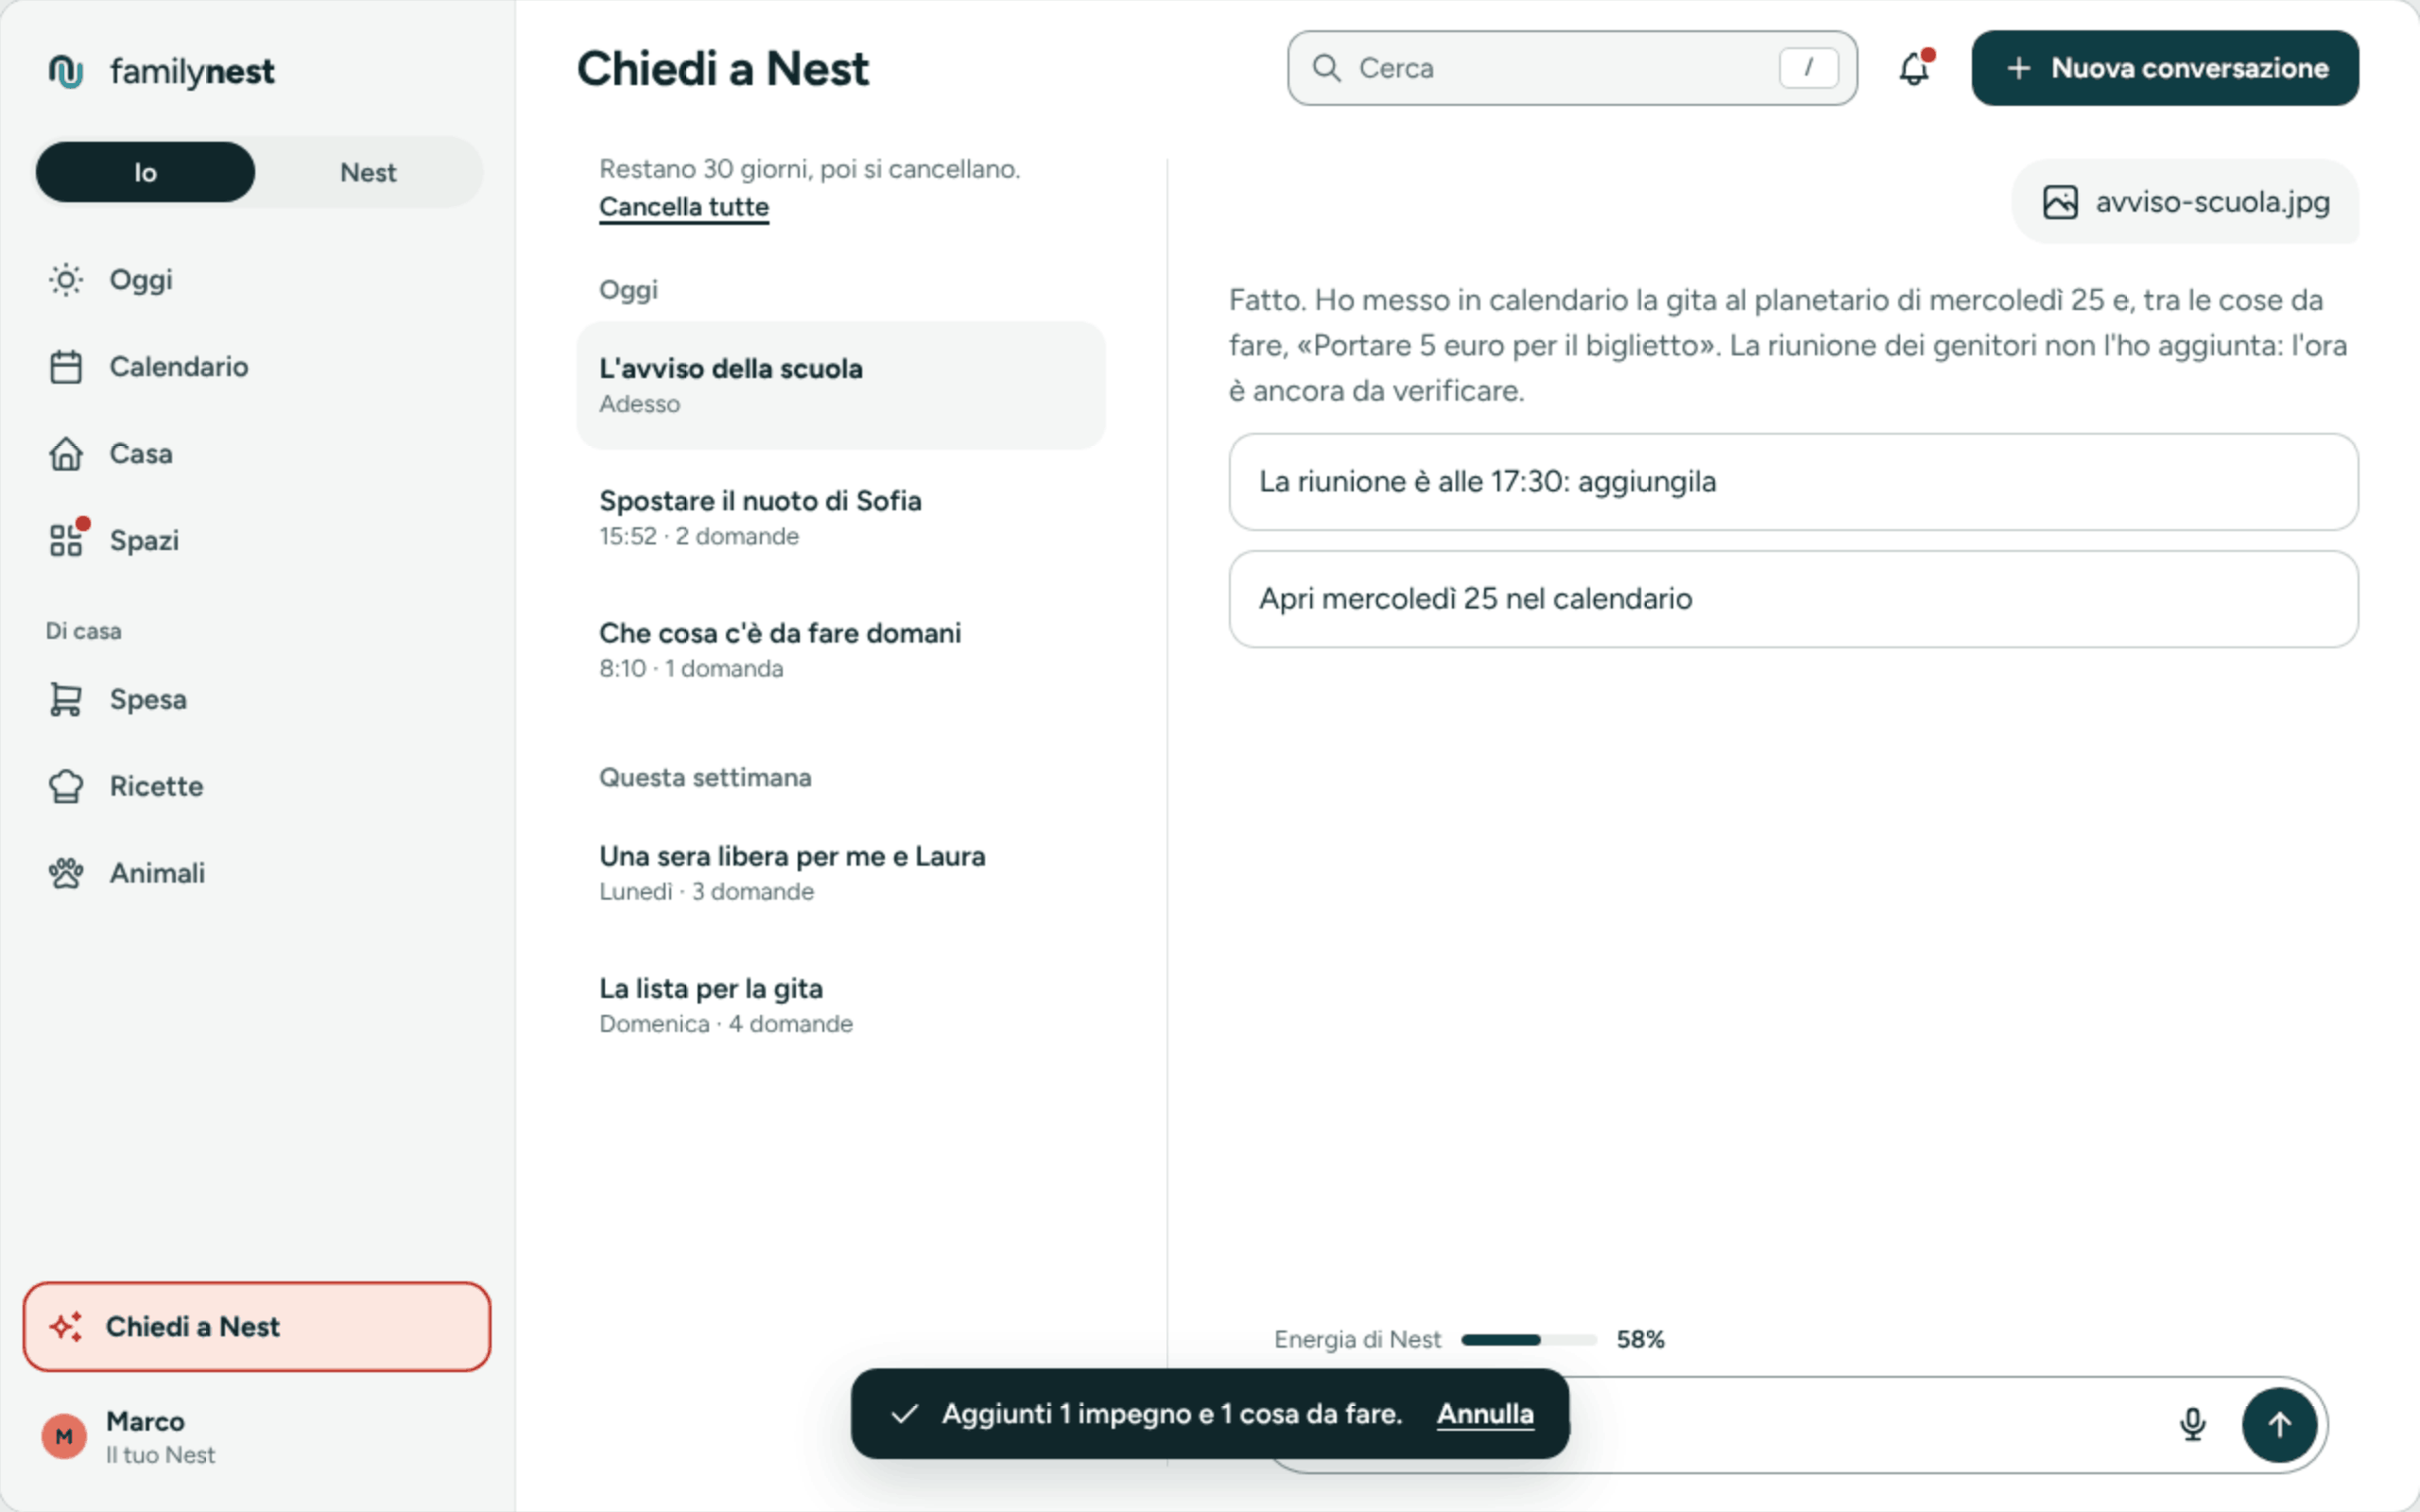 familynest
Io
Nest
Oggi
Calendario
Casa
Spazi
Di casa
Spesa
Ricette
Animali
Chiedi a Nest
M
Marco
Il tuo Nest
Chiedi a Nest
Cerca
/
+ Nuova conversazione
Restano 30 giorni, poi si cancellano.
Cancella tutte
Oggi
L'avviso della scuola
Adesso
Spostare il nuoto di Sofia
15:52 · 2 domande
Che cosa c'è da fare domani
8:10 · 1 domanda
Questa settimana
Una sera libera per me e Laura
Lunedì · 3 domande
La lista per la gita
Domenica · 4 domande
avviso-scuola.jpg
Fatto. Ho messo in calendario la gita al planetario di mercoledì 25 e, tra le cose da
fare, «Portare 5 euro per il biglietto». La riunione dei genitori non l'ho aggiunta: l'ora
è ancora da verificare.
La riunione è alle 17:30: aggiungila
Apri mercoledì 25 nel calendario
Energia di Nest 58%
Aggiunti 1 impegno e 1 cosa da fare. Annulla